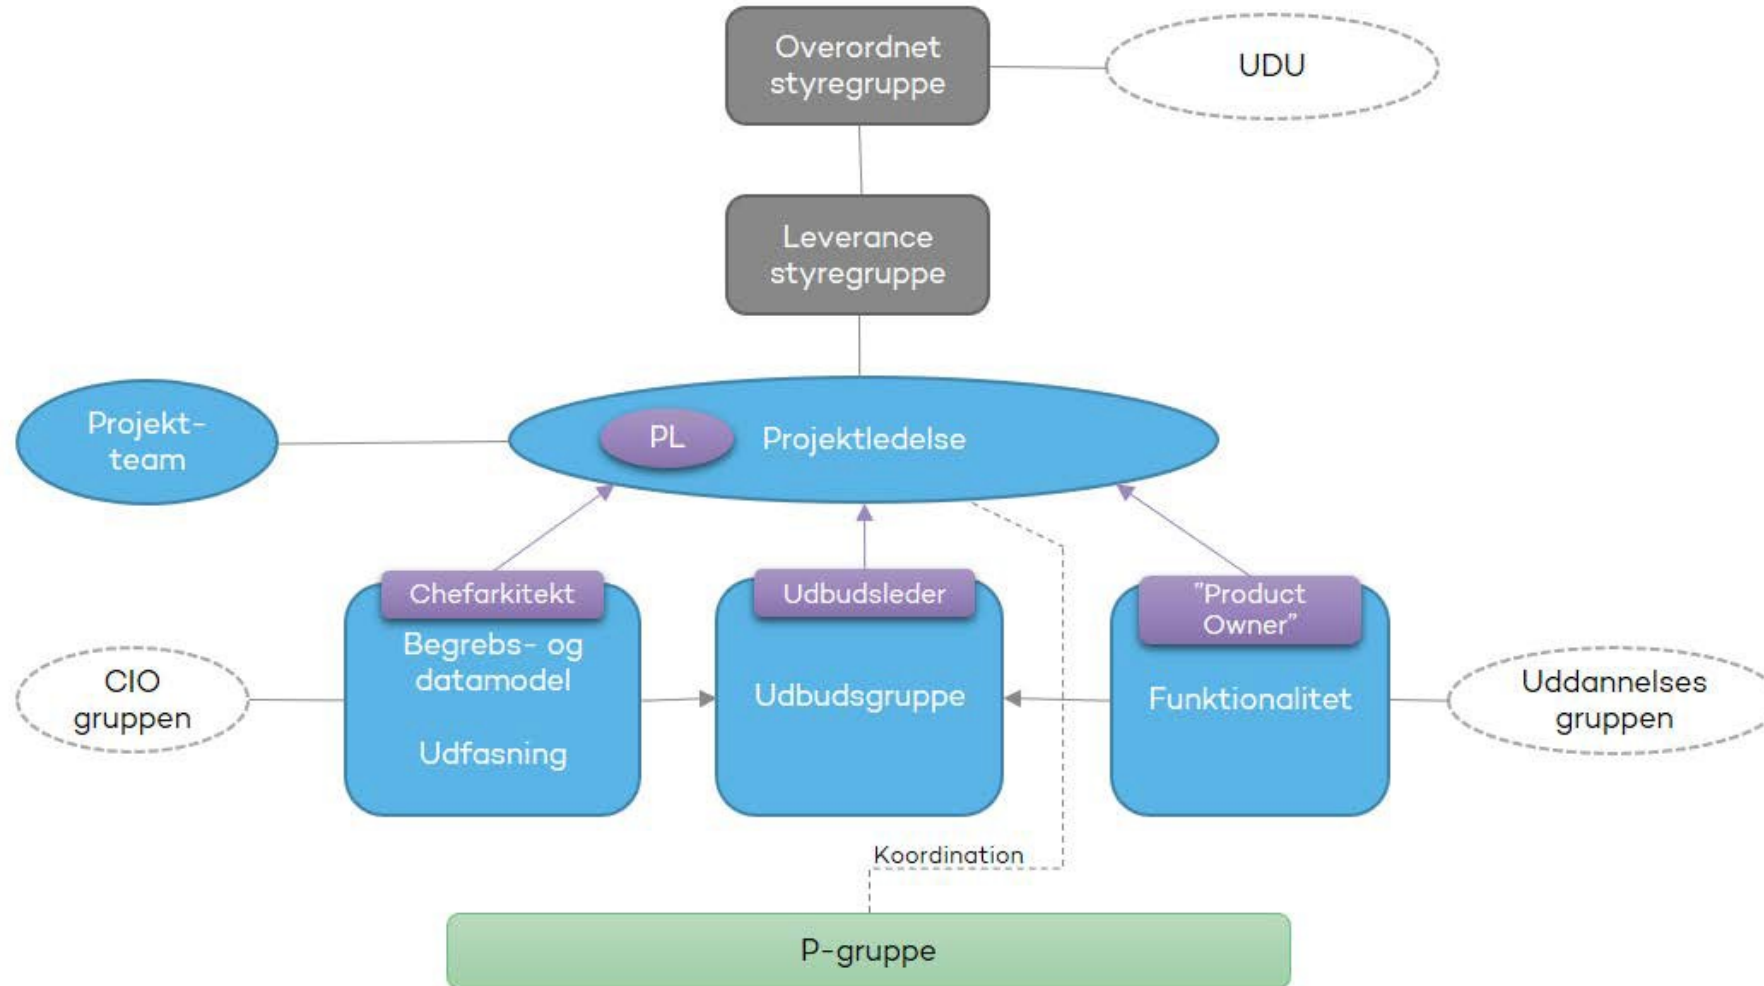 Overordnet
styregruppe
UDU
Leverance
styregruppe
Projekt-
team
PL
Projektledelse
Chefarkitekt
Begrebs- og
datamodel
Udfasning
Udbudsleder
Udbudsgruppe
"Product
Owner"
Funktionalitet
CIO
gruppen
Uddannelses
gruppen
Koordination
P-gruppe